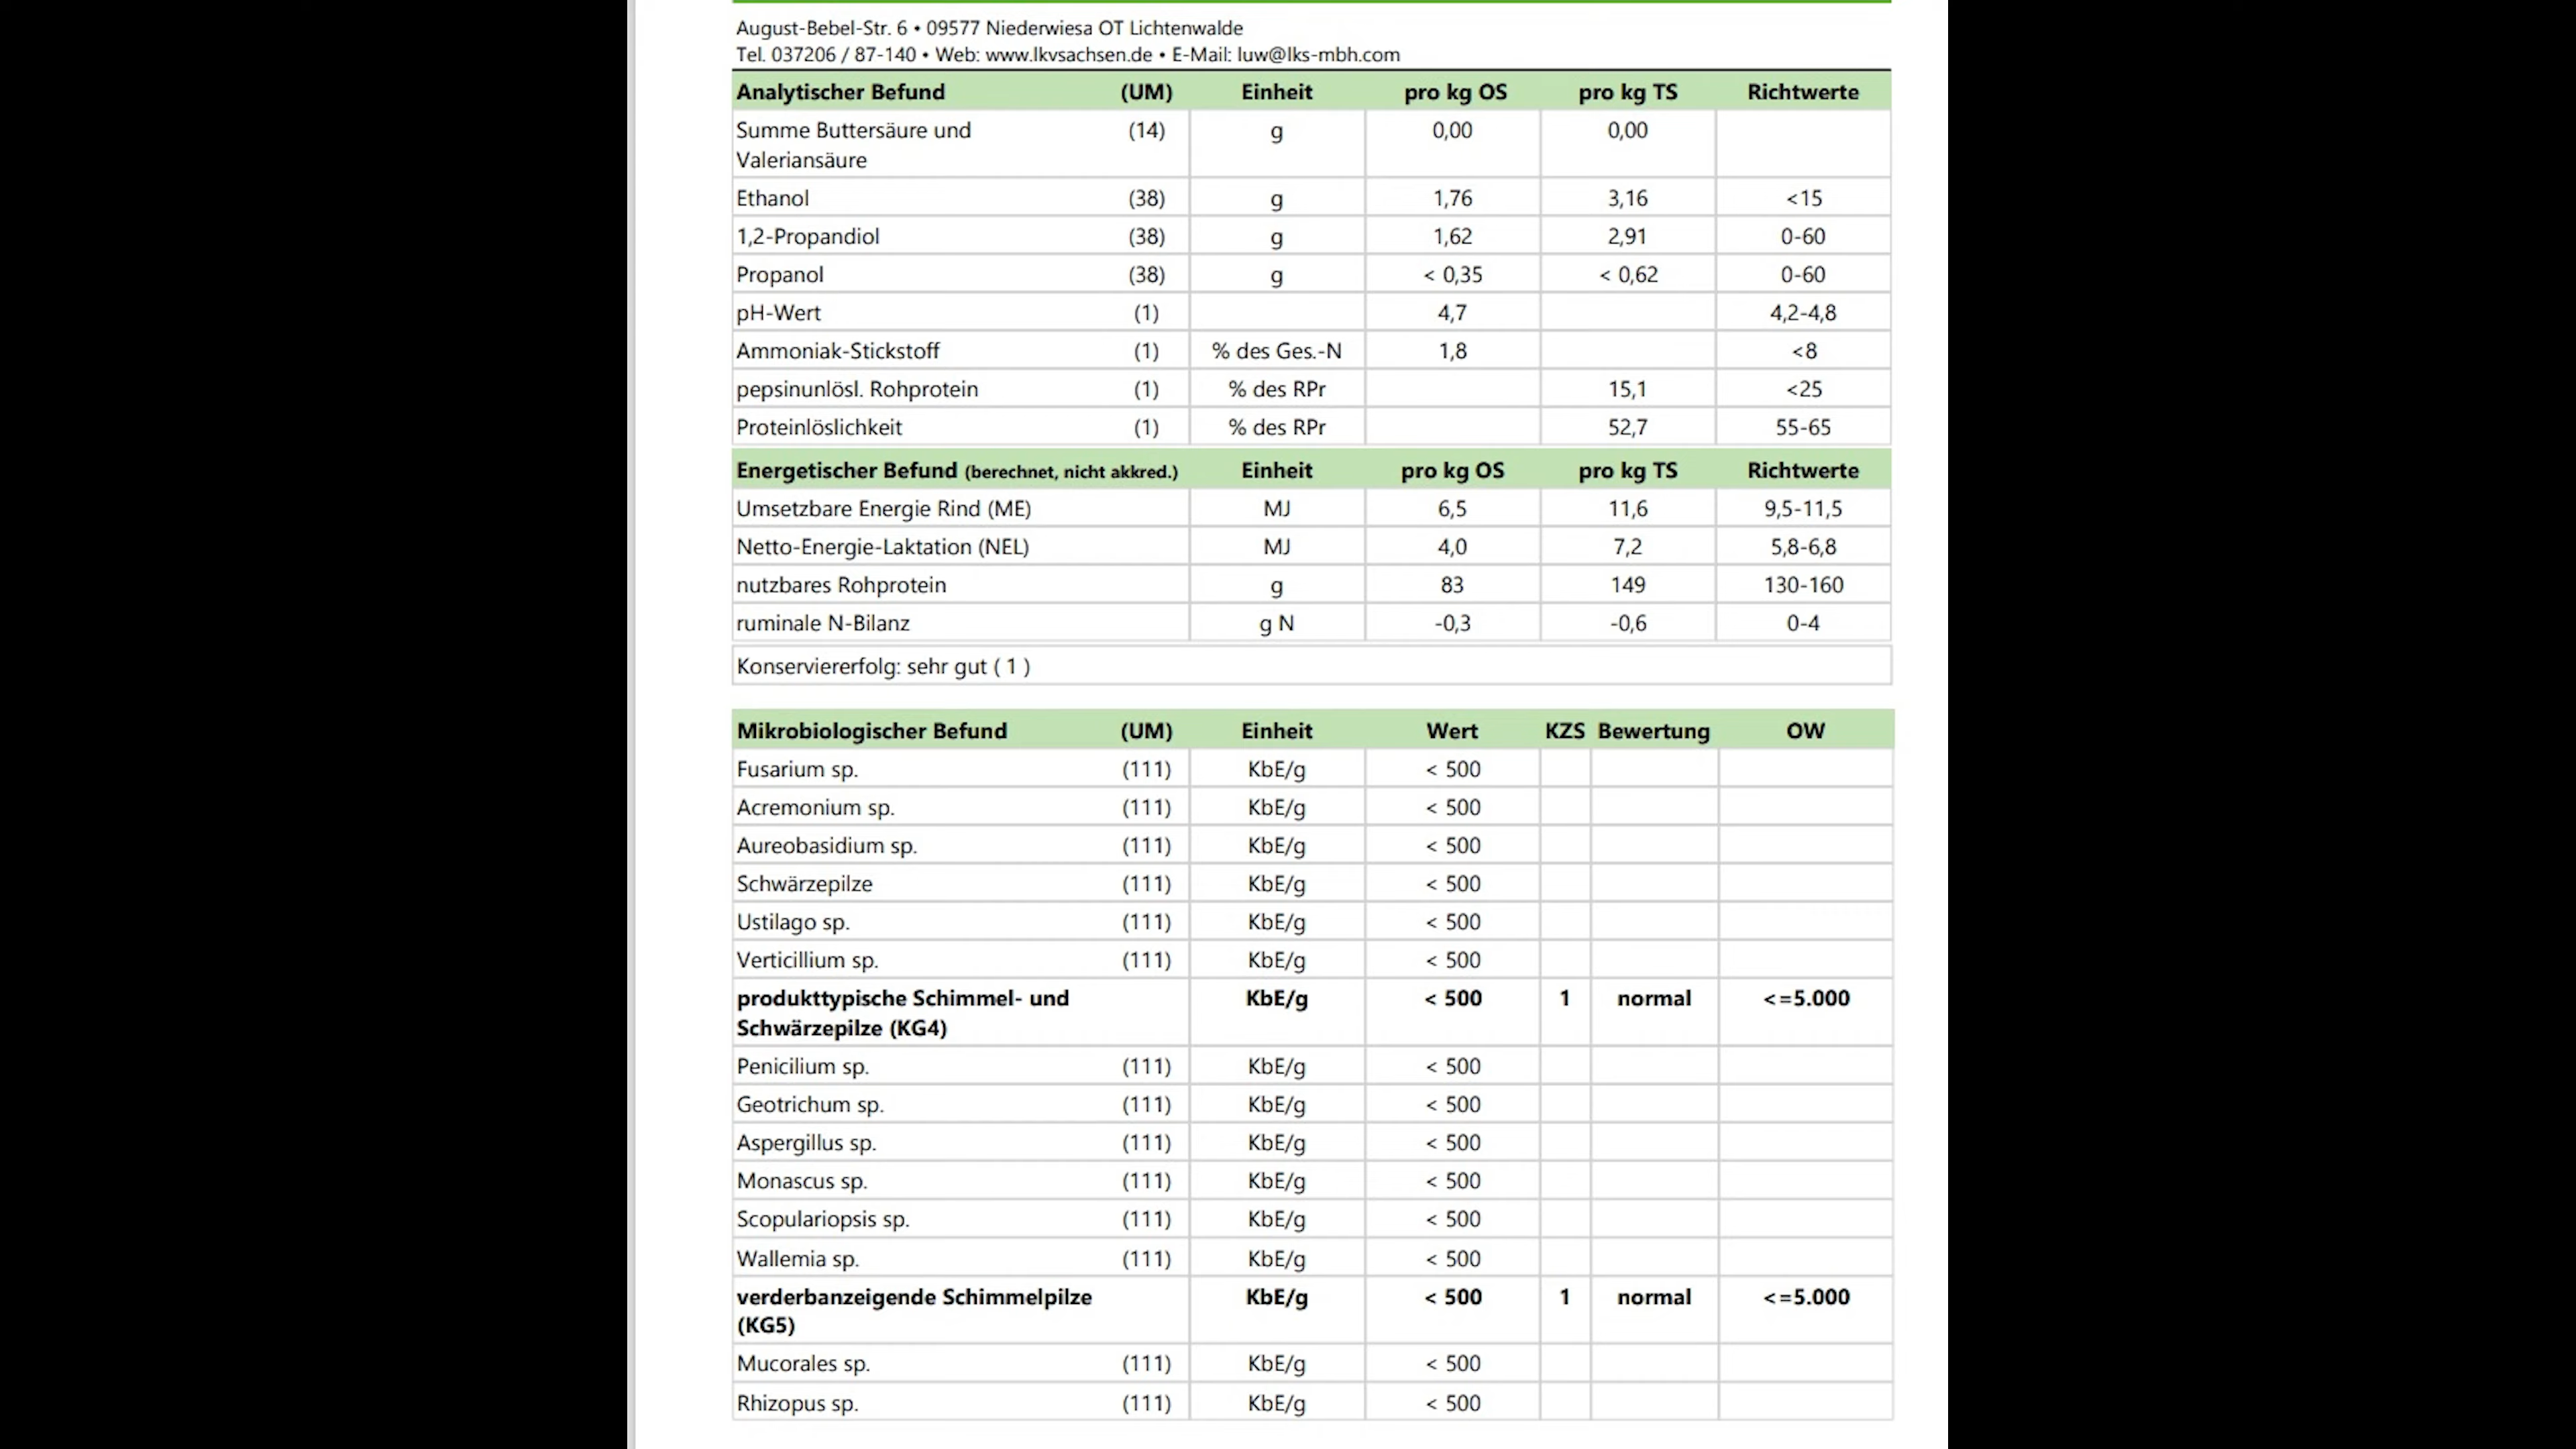 August-Bebel-Str. 6 • 09577 Niederwiesa OT Lichtenwalde
Tel. 037206 / 87-140 • Web: www.lkvsachsen.de • E-Mail: luw@lks-mbh.com
Analytischer Befund (UM) Einheit pro kg OS pro kg TS Richtwerte
Summe Buttersäure und (14) g 0,00 0,00
Valeriansäure
Ethanol (38) g 1,76 3,16 <15
1,2-Propandiol (38) g 1,62 2,91 0-60
Propanol (38) g < 0,35 < 0,62 0-60
pH-Wert (1) 4,7 4,2-4,8
Ammoniak-Stickstoff (1) % des Ges.-N 1,8 <8
pepsinunlösl. Rohprotein (1) % des RPr 15,1 <25
Proteinlöslichkeit (1) % des RPr 52,7 55-65
Energetischer Befund (berechnet, nicht akkred.) Einheit pro kg OS pro kg TS Richtwerte
Umsetzbare Energie Rind (ME) MJ 6,5 11,6 9,5-11,5
Netto-Energie-Laktation (NEL) MJ 4,0 7,2 5,8-6,8
nutzbares Rohprotein g 83 149 130-160
ruminale N-Bilanz g N -0,3 -0,6 0-4
Konserviererfolg: sehr gut ( 1 )
Mikrobiologischer Befund (UM) Einheit Wert KZS Bewertung OW
Fusarium sp. (111) KbE/g < 500
Acremonium sp. (111) KbE/g < 500
Aureobasidium sp. (111) KbE/g < 500
Schwärzepilze (111) KbE/g < 500
Ustilago sp. (111) KbE/g < 500
Verticillium sp. (111) KbE/g < 500
produkttypische Schimmel- und KbE/g < 500 1 normal <=5.000
Schwärzepilze (KG4)
Penicilium sp. (111) KbE/g < 500
Geotrichum sp. (111) KbE/g < 500
Aspergillus sp. (111) KbE/g < 500
Monascus sp. (111) KbE/g < 500
Scopulariopsis sp. (111) KbE/g < 500
Wallemia sp. (111) KbE/g < 500
verderbanzeigende Schimmelpilze KbE/g < 500 1 normal <=5.000
(KG5)
Mucorales sp. (111) KbE/g < 500
Rhizopus sp. (111) KbE/g < 500